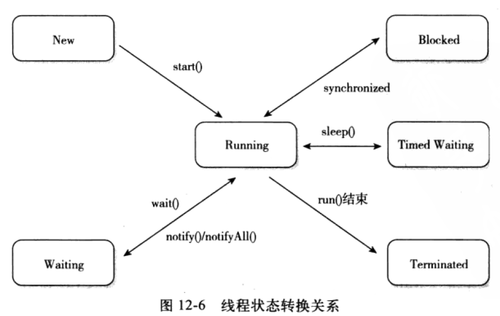 New
Blocked
start()
synchronized
Running
sleep()
Timed Waiting
wait()
run()结束
notify()/notifyAll()
Waiting
Terminated
图 12-6 线程状态转换关系